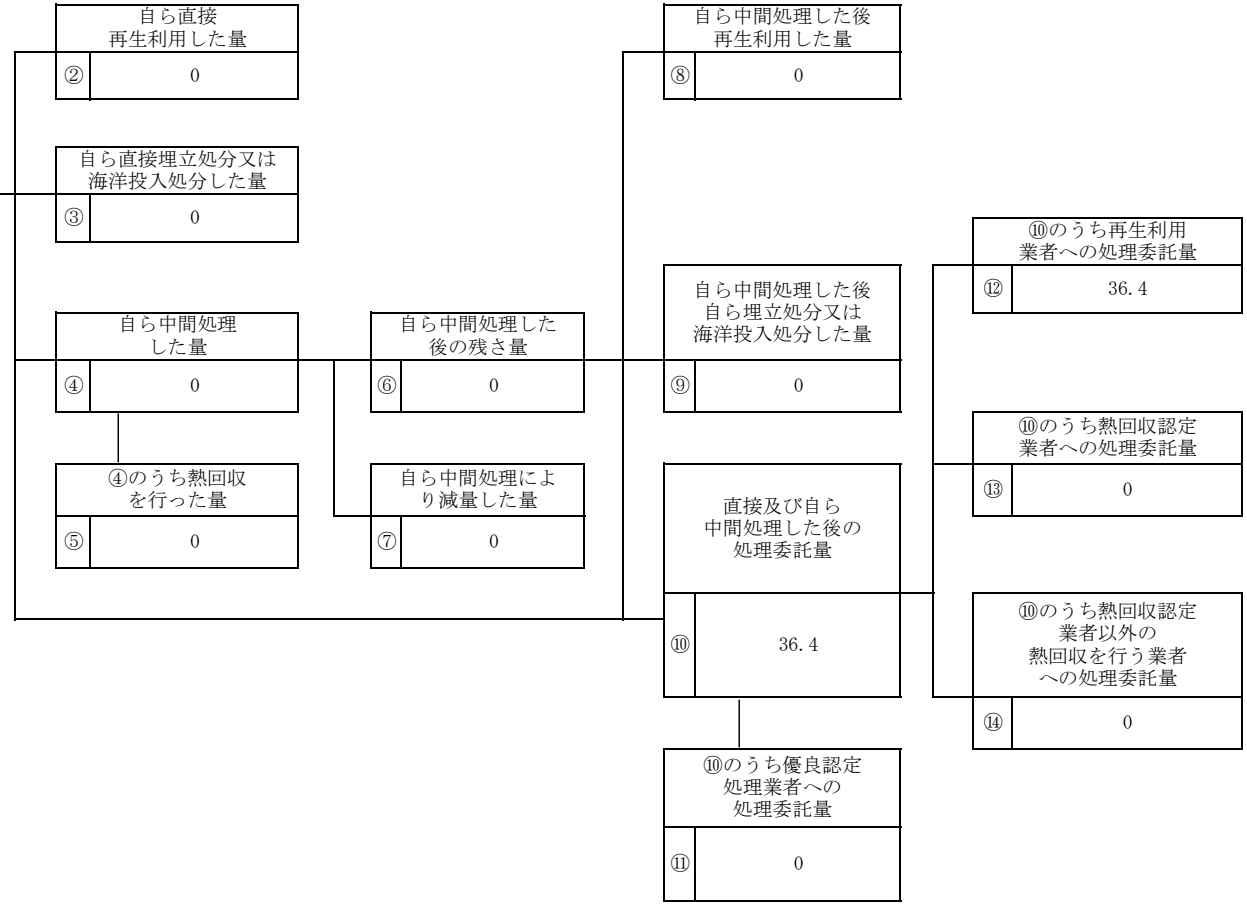 自ら直接
再生利用した量
② 0
自ら直接埋立処分又は
海洋投入処分した量
③ 0
自ら中間処理
した量
④ 0
④のうち熱回収
を行った量
⑤ 0
自ら中間処理した
後の残さ量
⑥ 0
自ら中間処理によ
り減量した量
⑦ 0
自ら中間処理した後
再生利用した量
⑧ 0
自ら中間処理した後
自ら埋立処分又は
海洋投入処分した量
⑨ 0
直接及び自ら
中間処理した後の
処理委託量
⑩ 36.4
⑩のうち優良認定
処理業者への
処理委託量
⑪ 0
⑩のうち再生利用
業者への処理委託量
⑫ 36.4
⑩のうち熱回収認定
業者への処理委託量
⑬ 0
⑩のうち熱回収認定
業者以外の
熱回収を行う業者
への処理委託量
⑭ 0